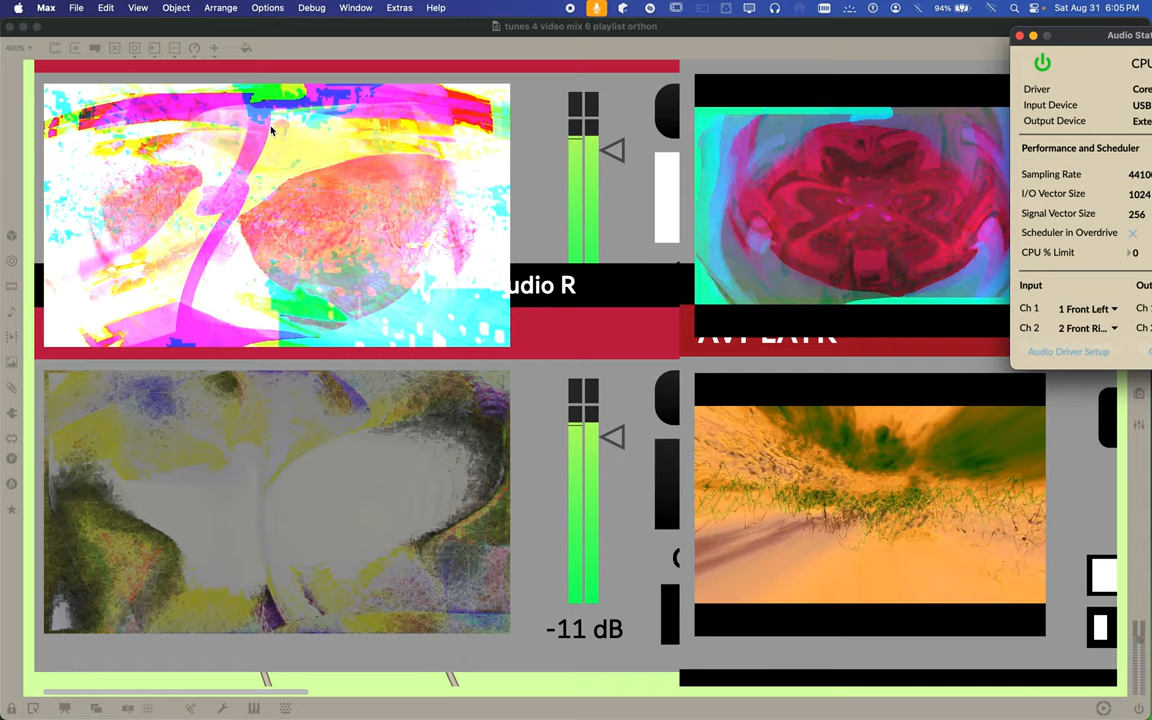 Max File Edit View Object Arrange Options Debug Window Extras Help
94% Sat Aug 31 6:05 PM
tunes 4 video mix 6 playlist orthon
400%
Audio Stat
CPU
Driver Core
Input Device USB
Output Device Exte
Performance and Scheduler
Sampling Rate 4410
I/O Vector Size 1024
Signal Vector Size 256
Scheduler in Overdrive
CPU % Limit 0
Input Out
Ch 1 1 Front Left Ch
Ch 2 2 Front Ri... Ch
Audio Driver Setup
udio R
-11 dB